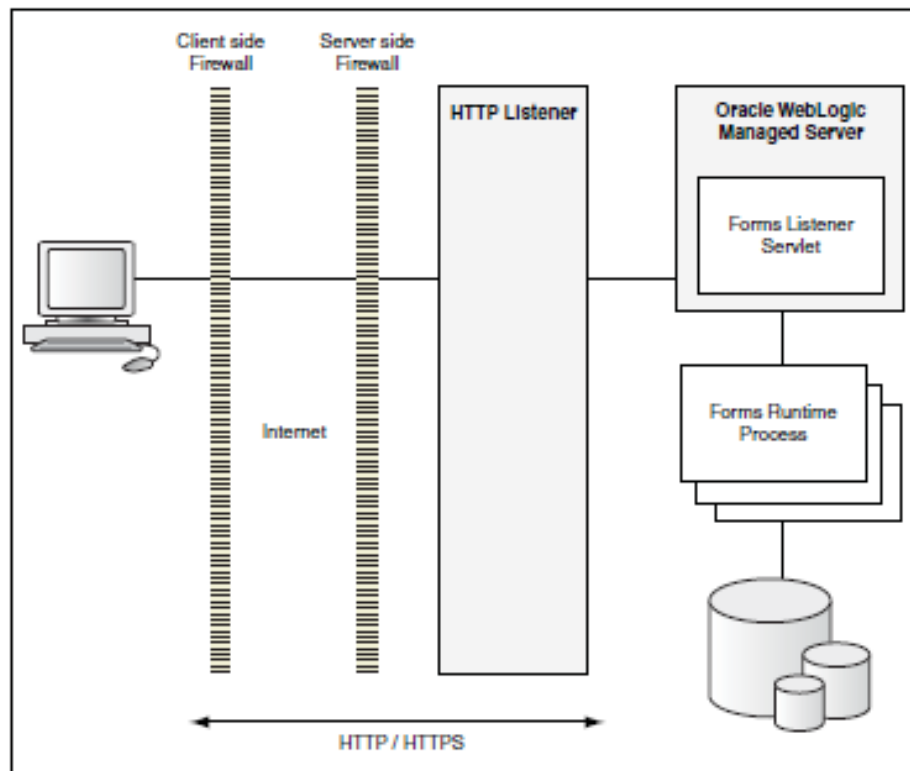 Client side
Firewall
Server side
Firewall
HTTP Listener
Oracle WebLogic
Managed Server
Forms Listener
Servlet
Internet
Forms Runtime
Process
HTTP / HTTPS